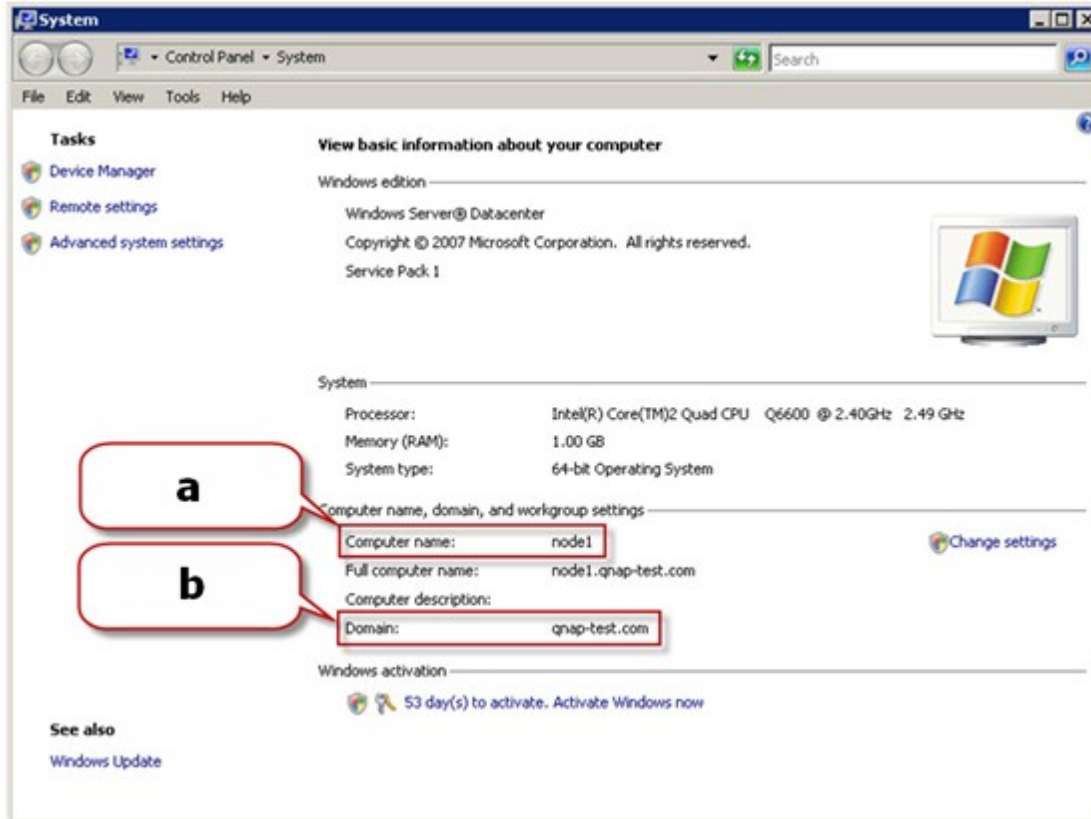 System
Control Panel System
Search
File Edit View Tools Help
Tasks
Device Manager
Remote settings
Advanced system settings
View basic information about your computer
Windows edition
Windows Server® Datacenter
Copyright © 2007 Microsoft Corporation. All rights reserved.
Service Pack 1
System
Processor: Intel(R) Core(TM)2 Quad CPU Q6600 @ 2.40GHz 2.49 GHz
Memory (RAM): 1.00 GB
System type: 64-bit Operating System
a
Computer name, domain, and workgroup settings
Computer name: node1
Change settings
Full computer name: node1.qnap-test.com
b
Computer description:
Domain: qnap-test.com
Windows activation
53 day(s) to activate. Activate Windows now
See also
Windows Update